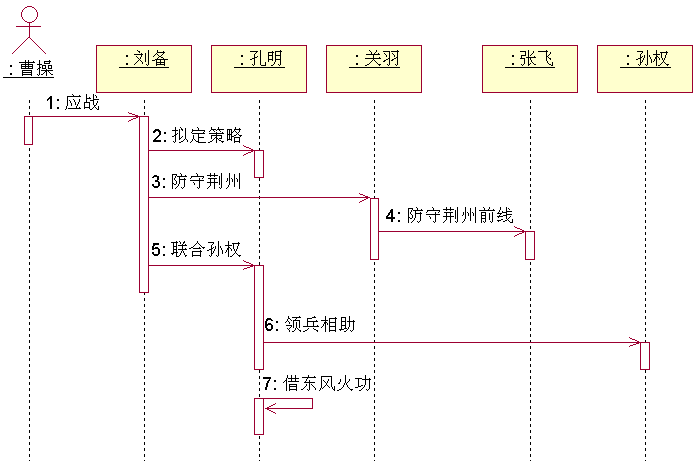 : 曹操
: 刘备
: 孔明
: 关羽
: 张飞
: 孙权
1: 应战
2: 拟定策略
3: 防守荆州
4: 防守荆州前线
5: 联合孙权
6: 领兵相助
7: 借东风火功